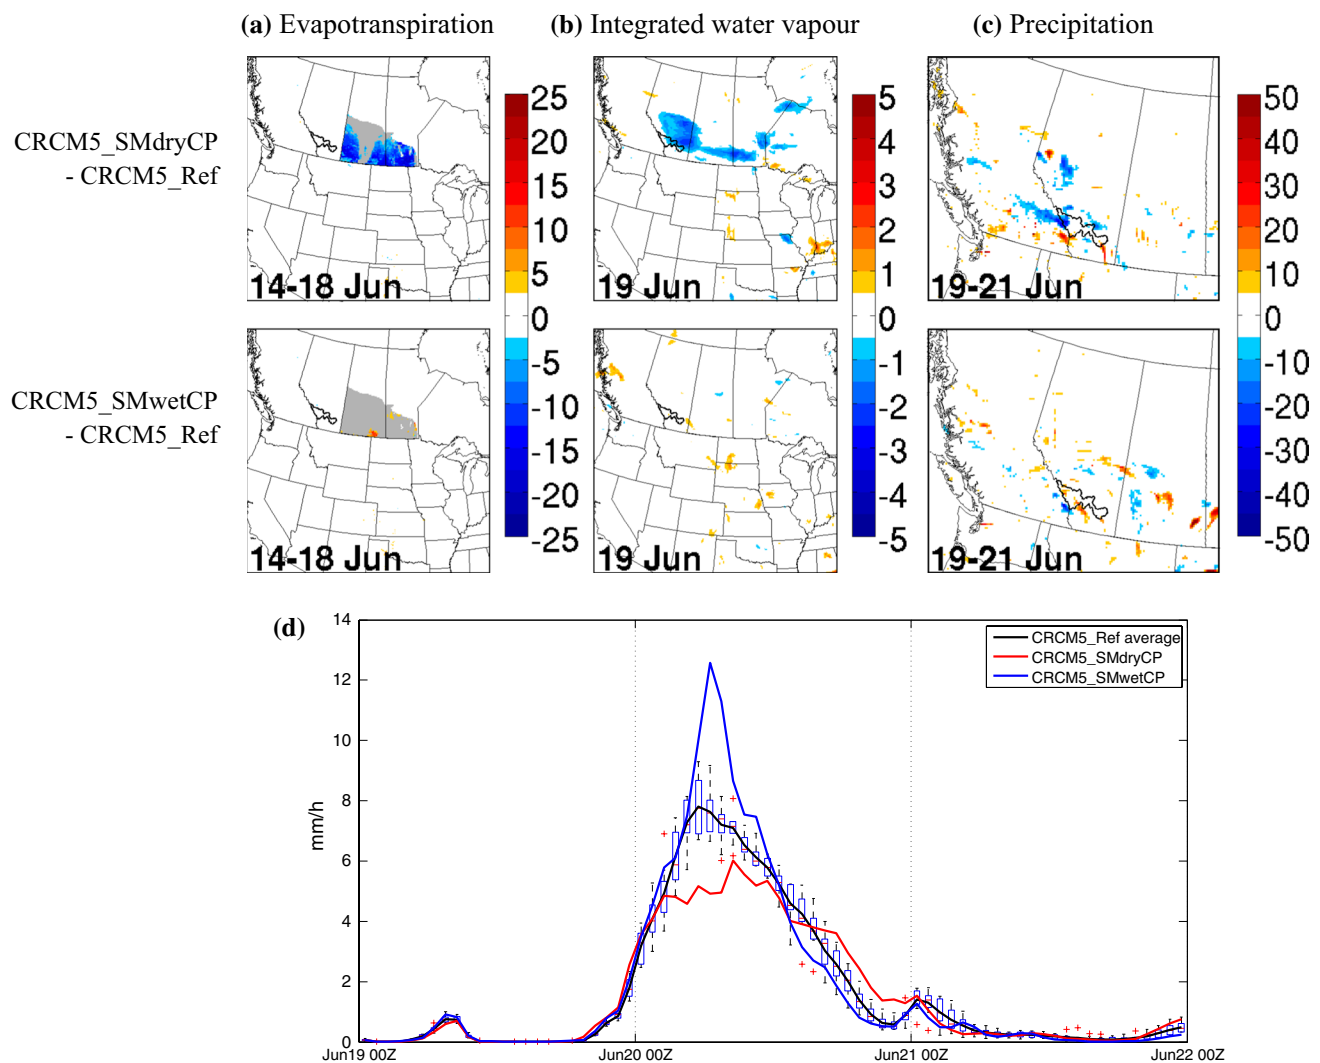 (a) Evapotranspiration
(b) Integrated water vapour
(c) Precipitation
CRCM5_SMdryCP
- CRCM5_Ref
14-18 Jun
25
20
15
10
5
0
-5
-10
-15
-20
-25
19 Jun
5
4
3
2
1
0
-1
-2
-3
-4
-5
19-21 Jun
50
40
30
20
10
0
-10
-20
-30
-40
-50
CRCM5_SMwetCP
- CRCM5_Ref
14-18 Jun
19 Jun
19-21 Jun
(d)
mm/h
14
12
10
8
6
4
2
0
CRCM5_Ref average
CRCM5_SMdryCP
CRCM5_SMwetCP
Jun19 00Z
Jun20 00Z
Jun21 00Z
Jun22 00Z